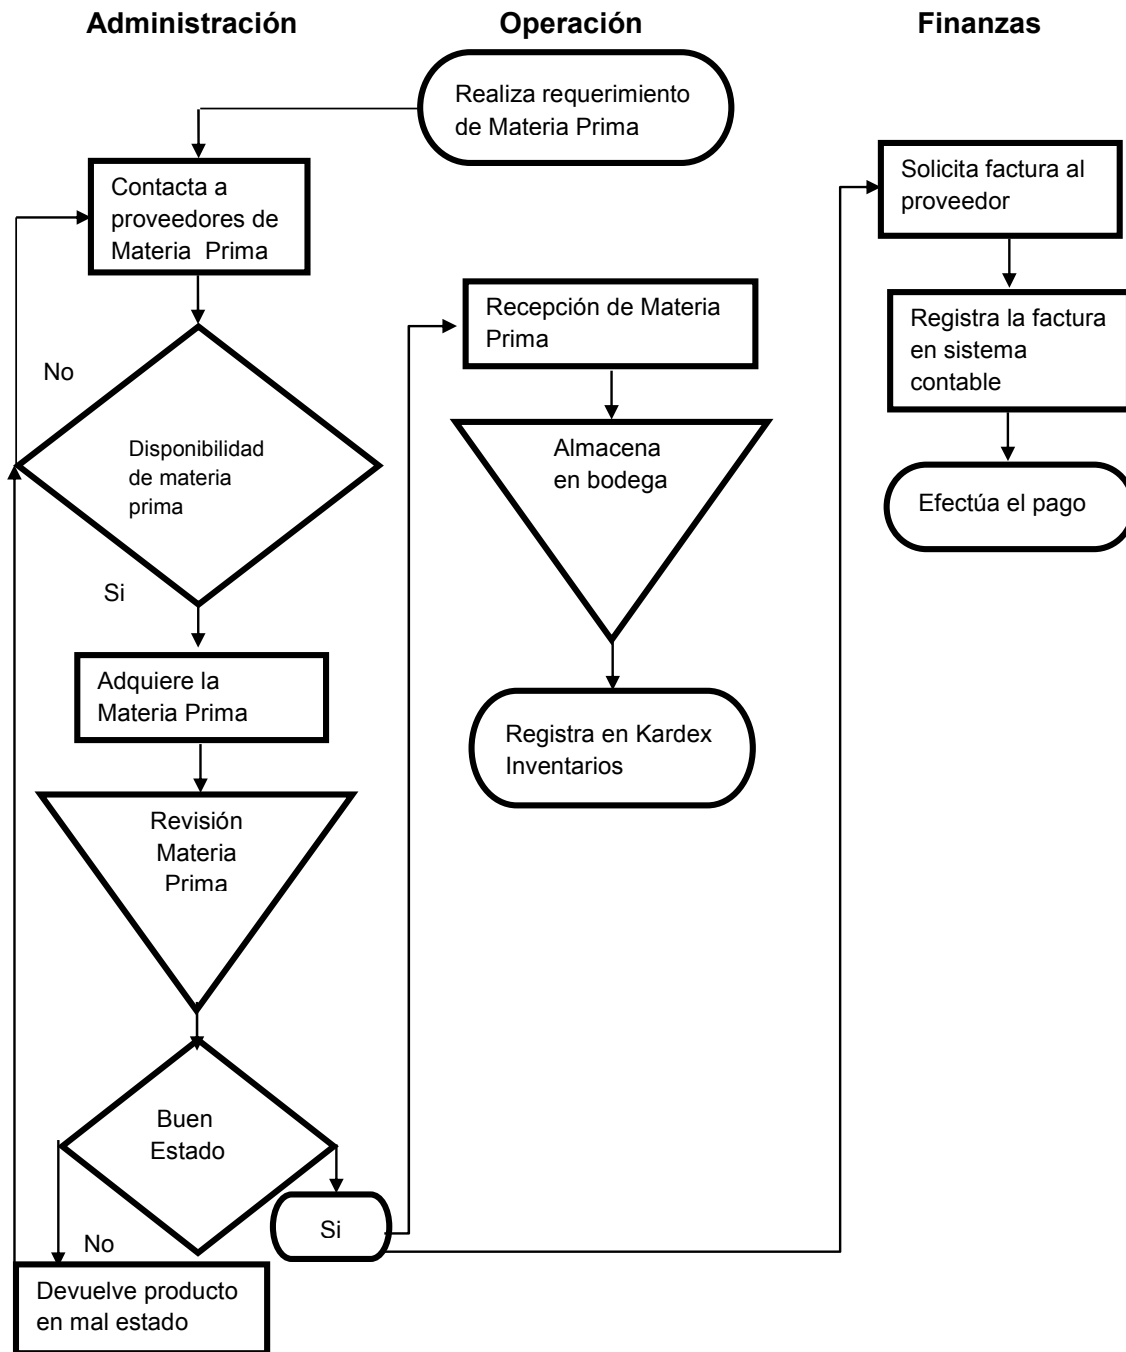 Administración
Operación
Finanzas
Realiza requerimiento
de Materia Prima
Contacta a
proveedores de
Materia Prima
No
Disponibilidad
de materia
prima
Si
Adquiere la
Materia Prima
Revisión
Materia
Prima
Buen
Estado
Si
No
Devuelve producto
en mal estado
Recepción de Materia
Prima
Almacena
en bodega
Registra en Kardex
Inventarios
Solicita factura al
proveedor
Registra la factura
en sistema
contable
Efectúa el pago